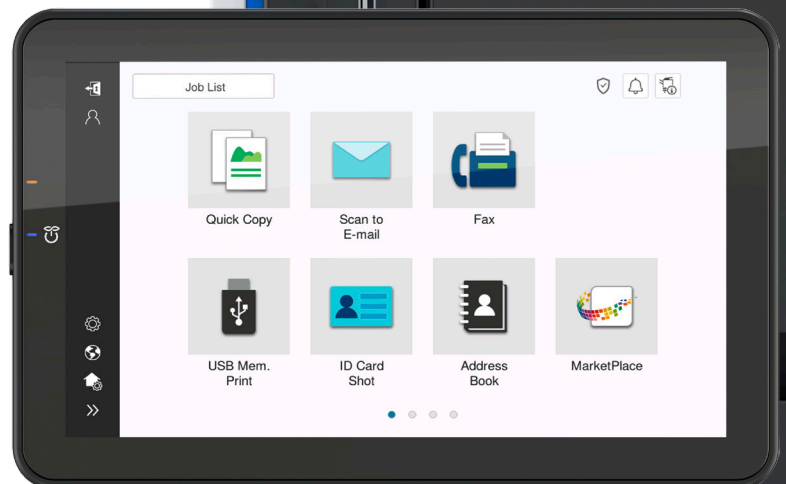 Job List
Quick Copy
Scan to
E-mail
Fax
USB Mem.
Print
ID Card
Shot
Address
Book
MarketPlace